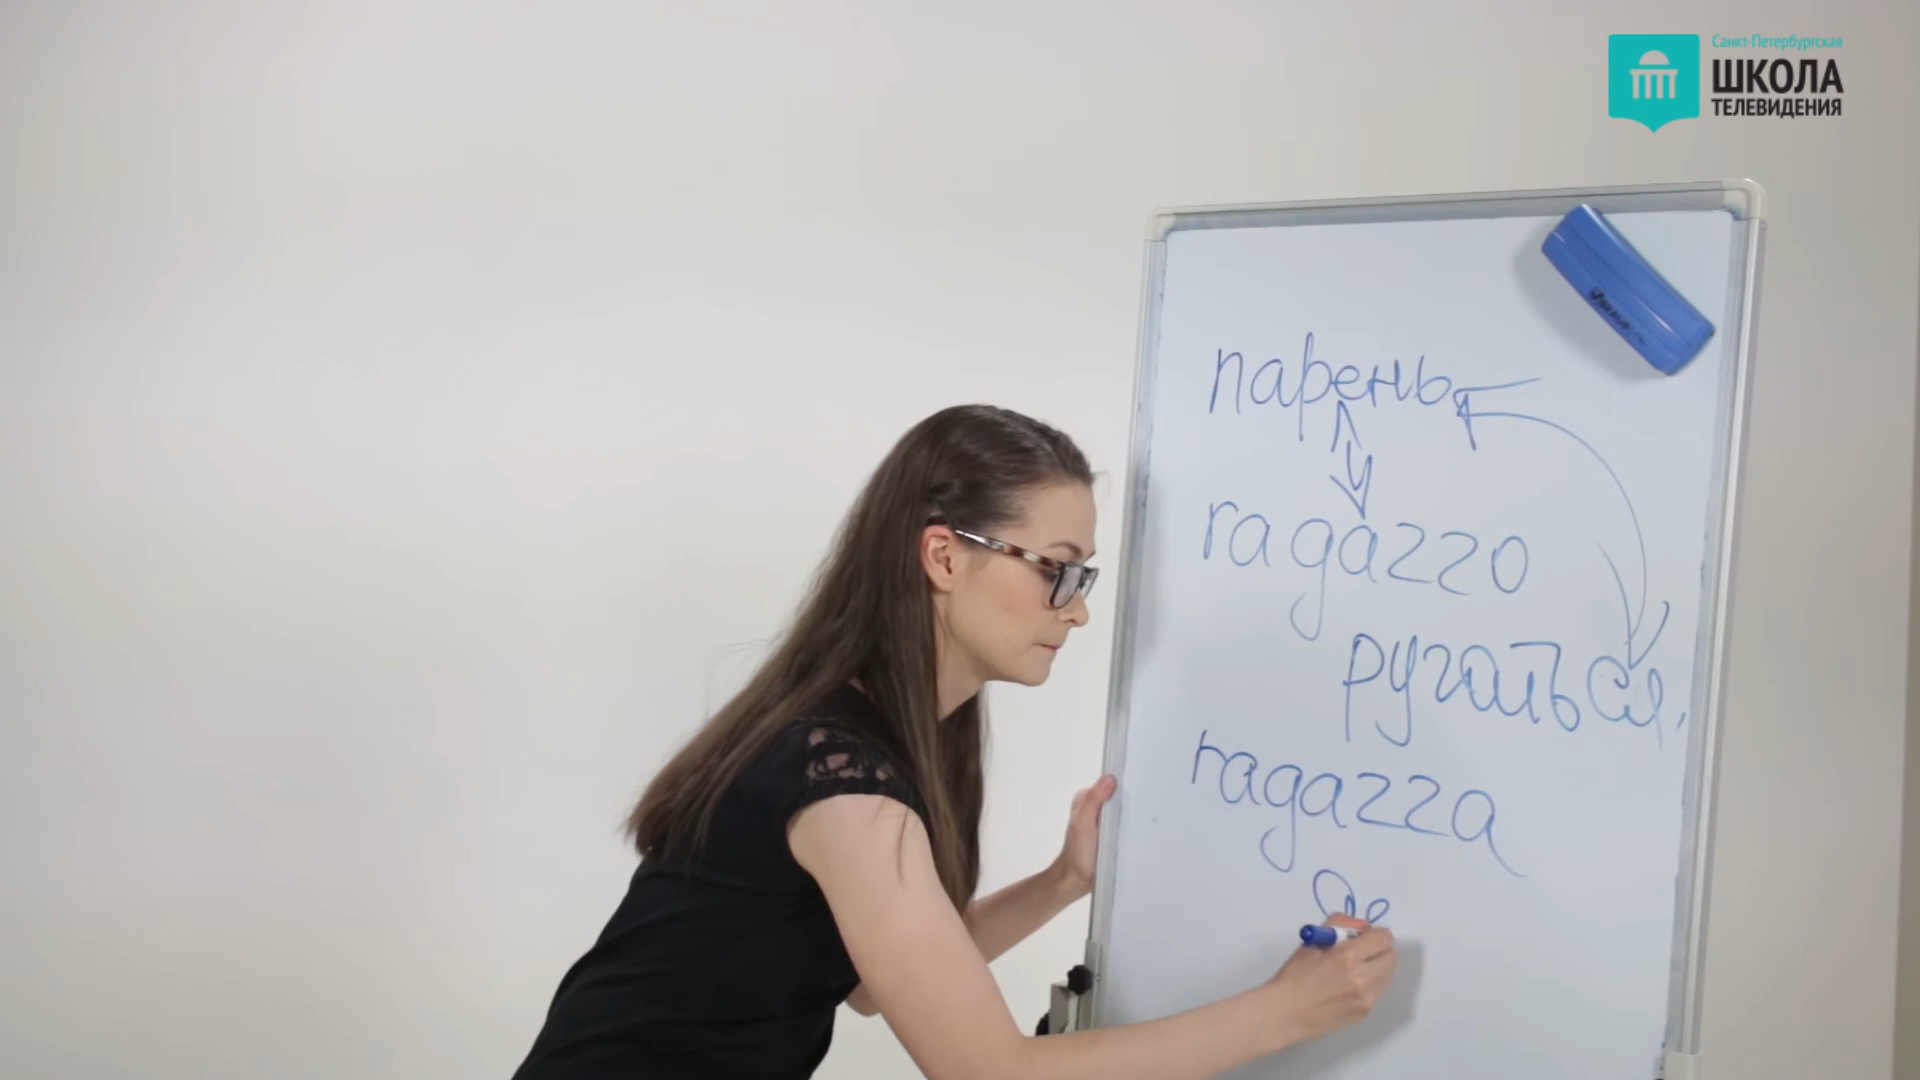 Санкт-Петербургская
ШКОЛА
ТЕЛЕВИДЕНИЯ
парень
ragazzo
ругаться,
ragazza